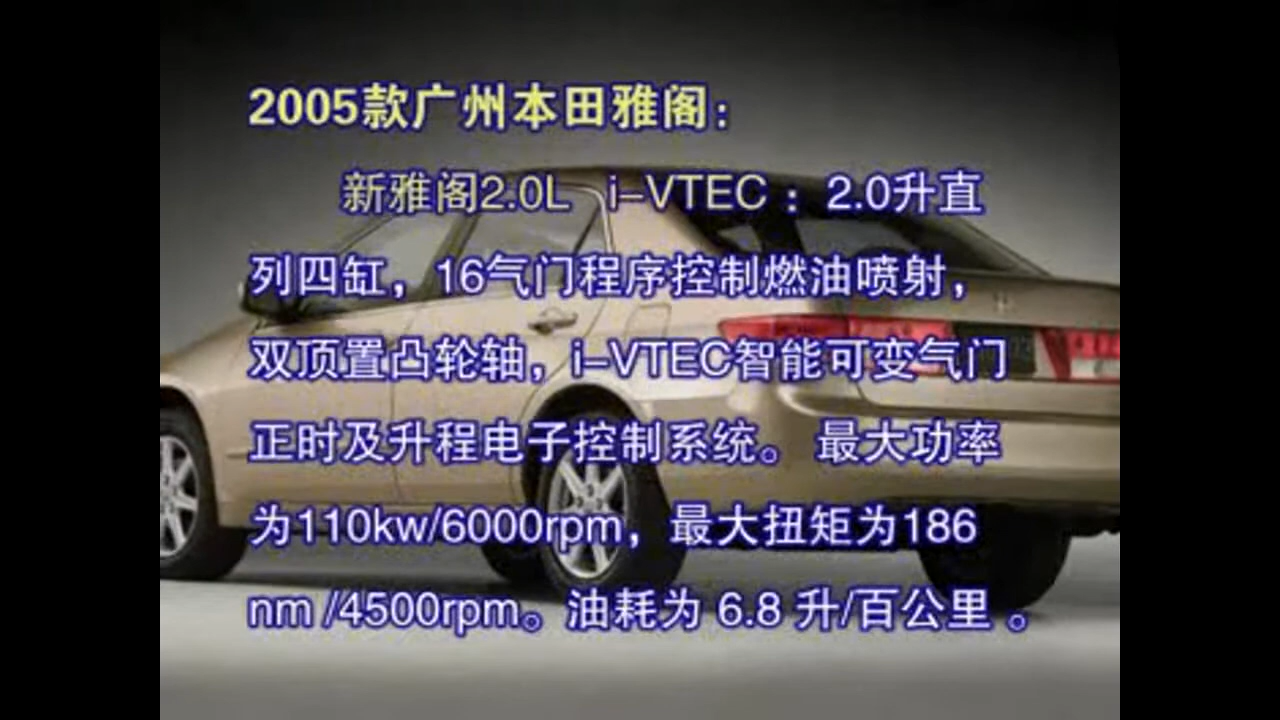 2005款广州本田雅阁：
新雅阁2.0L i-VTEC：2.0升直
列四缸，16气门程序控制燃油喷射，
双顶置凸轮轴，i-VTEC智能可变气门
正时及升程电子控制系统。最大功率
为110kw/6000rpm，最大扭矩为186
nm /4500rpm。油耗为 6.8 升/百公里 。